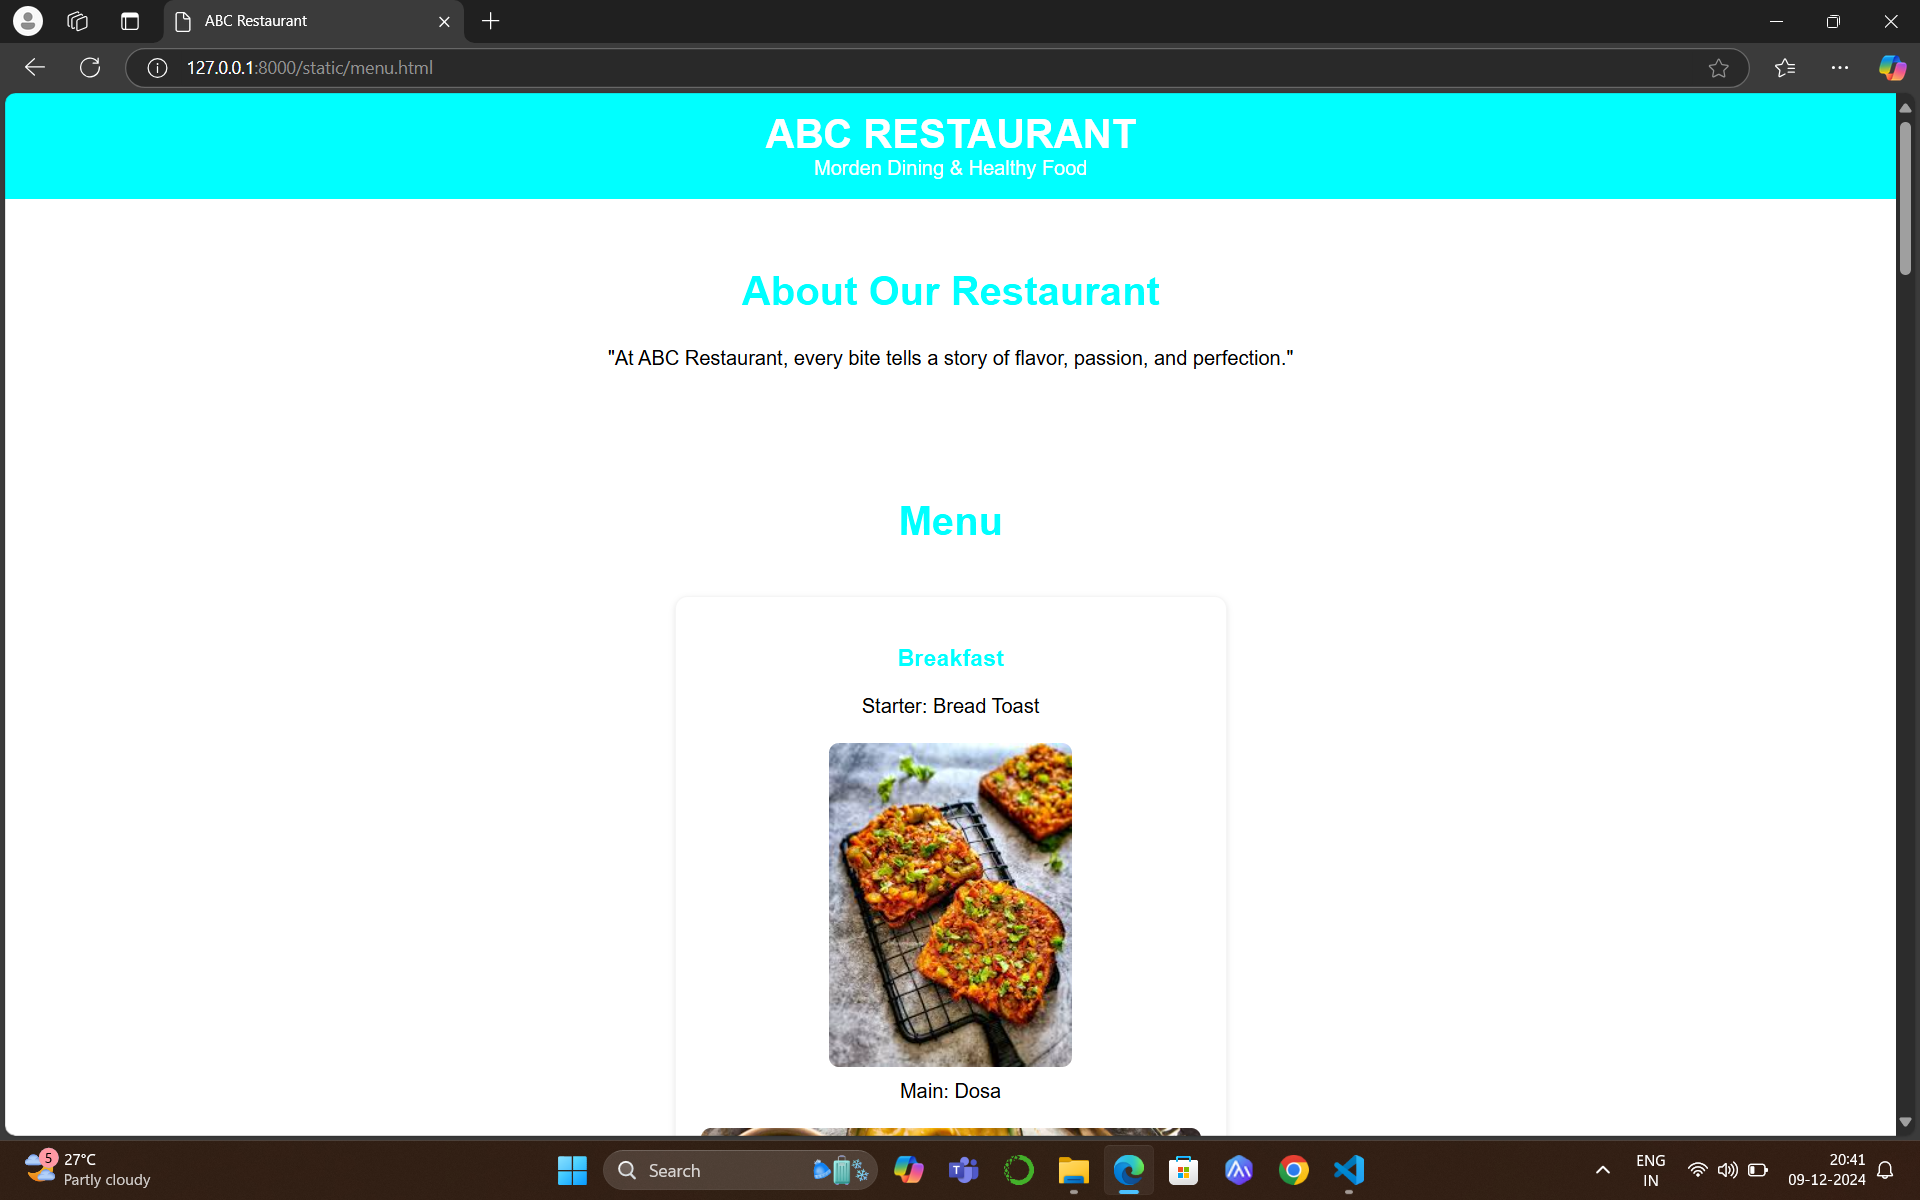 ABC Restaurant
127.0.0.1:8000/static/menu.html
ABC RESTAURANT
Morden Dining & Healthy Food
About Our Restaurant
"At ABC Restaurant, every bite tells a story of flavor, passion, and perfection."
Menu
Breakfast
Starter: Bread Toast
Main: Dosa
5
27°C
Partly cloudy
Search
ENG
IN
20:41
09-12-2024